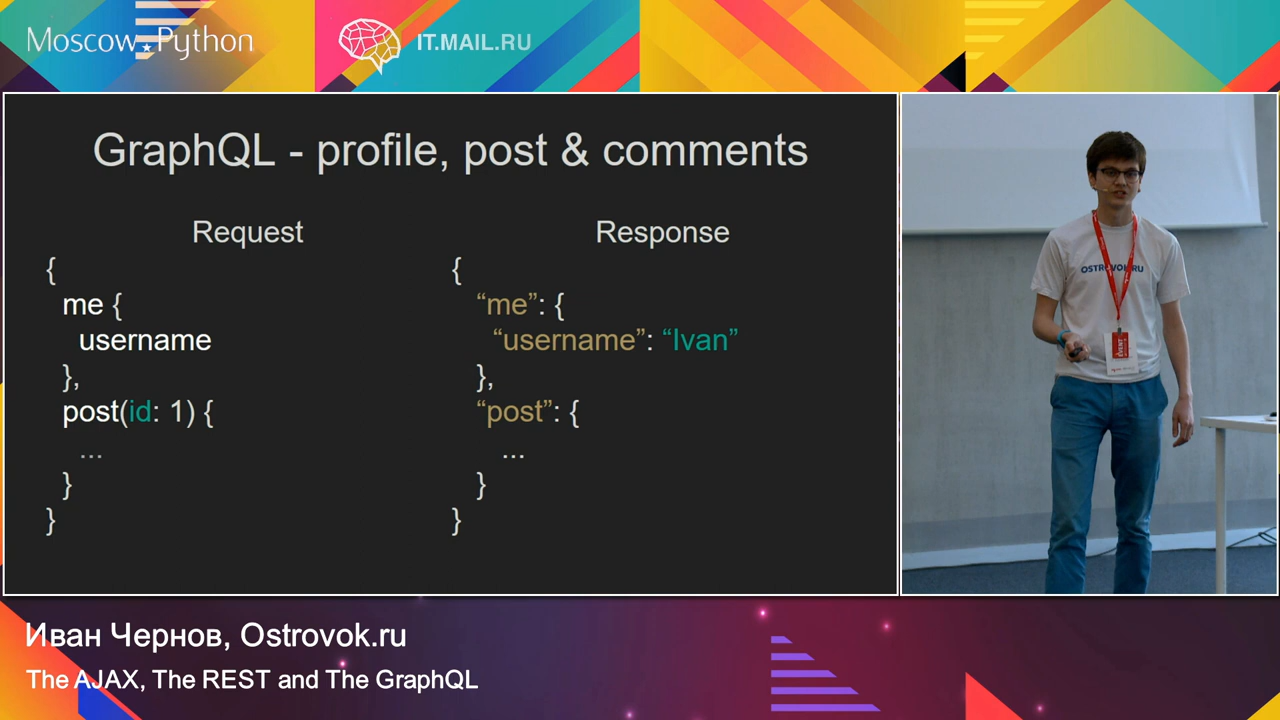 Moscow Python
IT.MAIL.RU
GraphQL - profile, post & comments
Request
{
me {
username
},
post(id: 1) {
...
}
}
Response
{
“me”: {
“username”: “Ivan”
},
“post”: {
...
}
}
OSTROVOK.RU
EVENT
Иван Чернов, Ostrovok.ru
The AJAX, The REST and The GraphQL